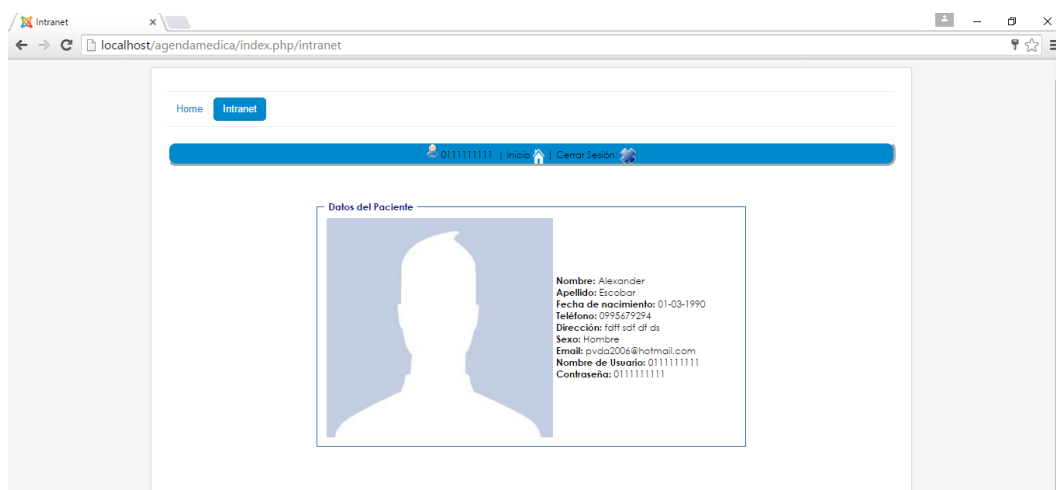 Intranet
localhost/agendamedica/index.php/intranet
Home Intranet
0111111111 | Inicio | Cerrar Sesión:
Datos del Paciente
Nombre: Alexander
Apellido: Escobar
Fecha de nacimiento: 01-03-1990
Teléfono: 0995679294
Dirección: fdff sdf df ds
Sexo: Hombre
Email: pvda2006@hotmail.com
Nombre de Usuario: 0111111111
Contraseña: 0111111111